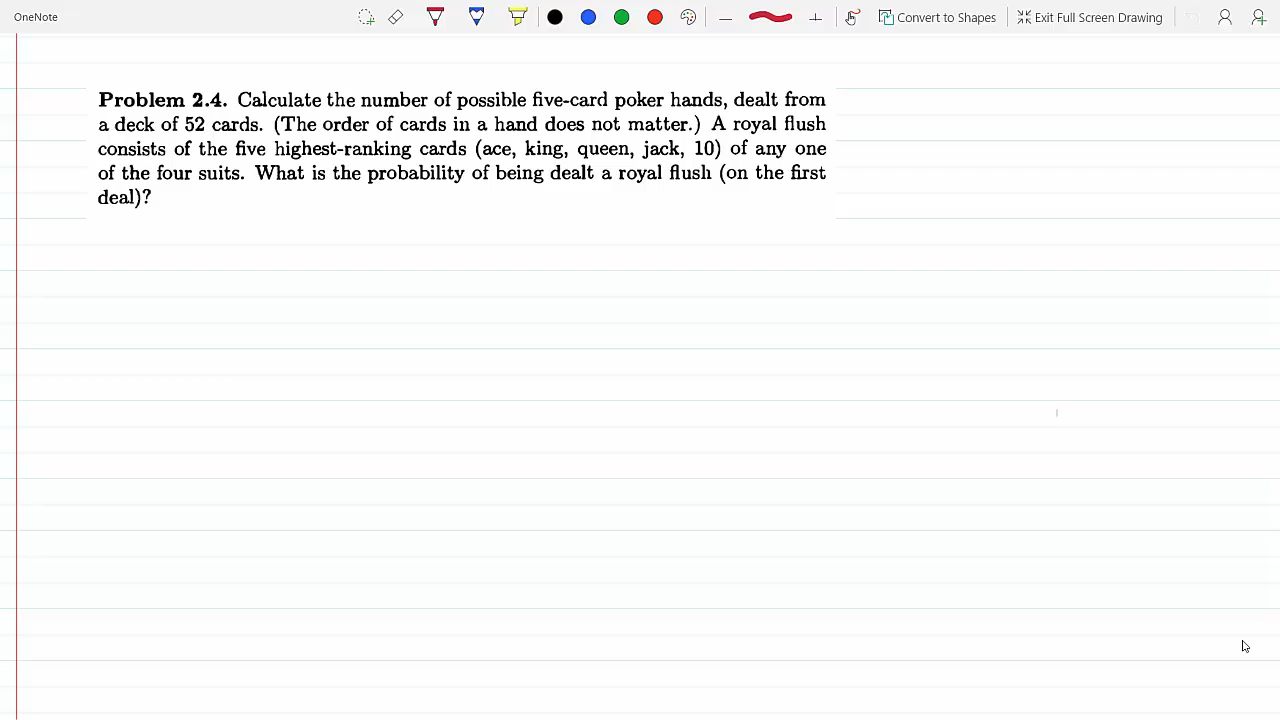 OneNote
Convert to Shapes
Exit Full Screen Drawing
Problem 2.4. Calculate the number of possible five-card poker hands, dealt from
a deck of 52 cards. (The order of cards in a hand does not matter.) A royal flush
consists of the five highest-ranking cards (ace, king, queen, jack, 10) of any one
of the four suits. What is the probability of being dealt a royal flush (on the first
deal)?